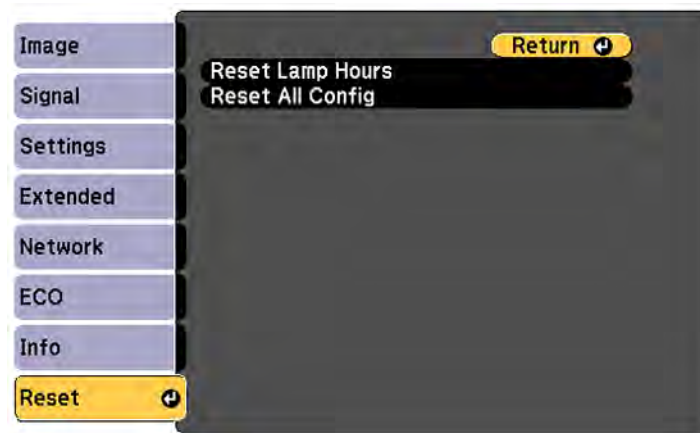 Image
Signal
Settings
Extended
Network
ECO
Info
Reset
Return
Reset Lamp Hours
Reset All Config